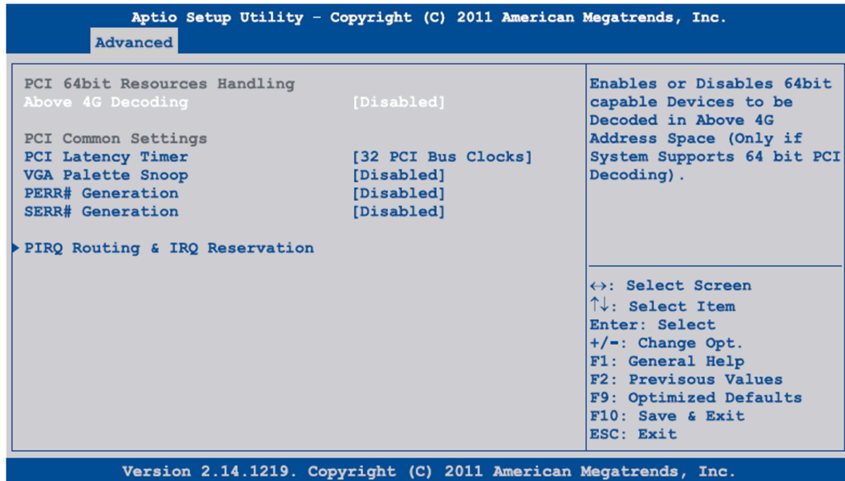 Aptio Setup Utility – Copyright (C) 2011 American Megatrends, Inc.
Advanced
PCI 64bit Resources Handling
Above 4G Decoding [Disabled]
PCI Common Settings
PCI Latency Timer [32 PCI Bus Clocks]
VGA Palette Snoop [Disabled]
PERR# Generation [Disabled]
SERR# Generation [Disabled]
PIRQ Routing & IRQ Reservation
Enables or Disables 64bit
capable Devices to be
Decoded in Above 4G
Address Space (Only if
System Supports 64 bit PCI
Decoding).
↔: Select Screen
↑↓: Select Item
Enter: Select
+/-: Change Opt.
F1: General Help
F2: Previsous Values
F9: Optimized Defaults
F10: Save & Exit
ESC: Exit
Version 2.14.1219. Copyright (C) 2011 American Megatrends, Inc.